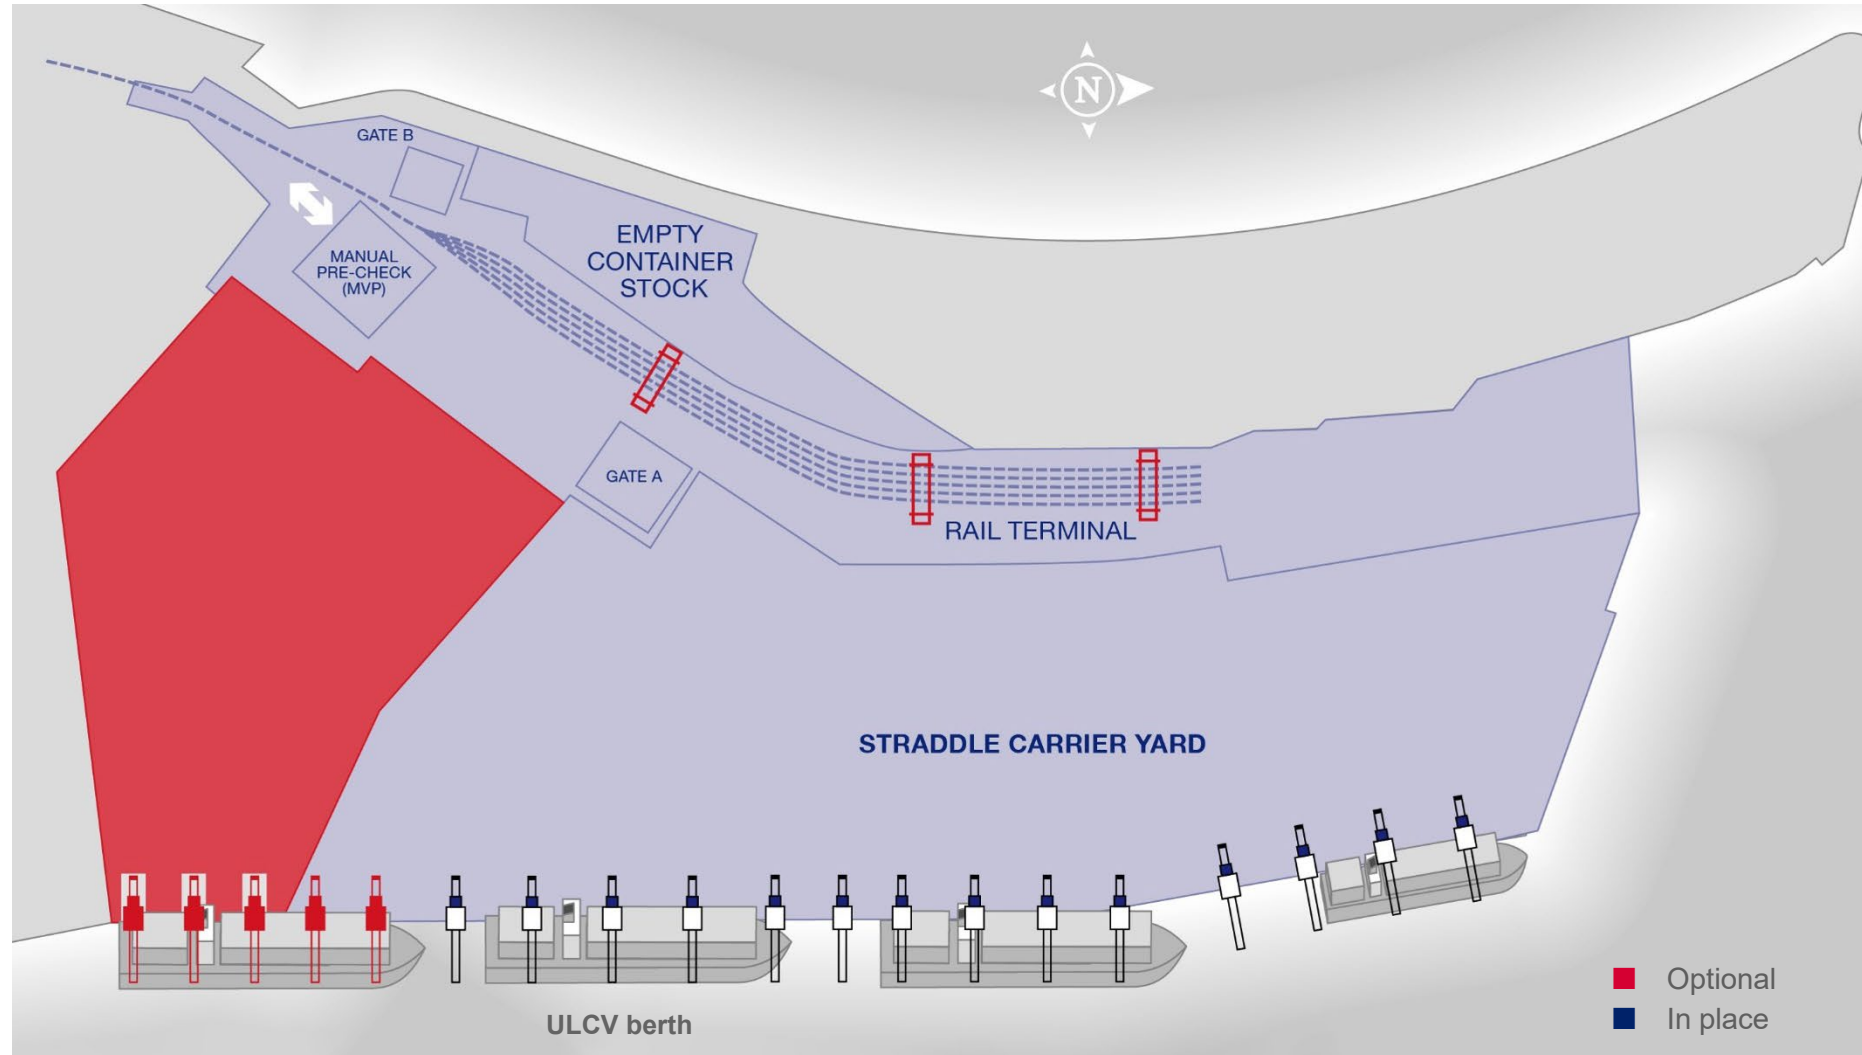 N
GATE B
EMPTY
CONTAINER
STOCK
MANUAL
PRE-CHECK
(MVP)
GATE A
RAIL TERMINAL
STRADDLE CARRIER YARD
ULCV berth
Optional
In place